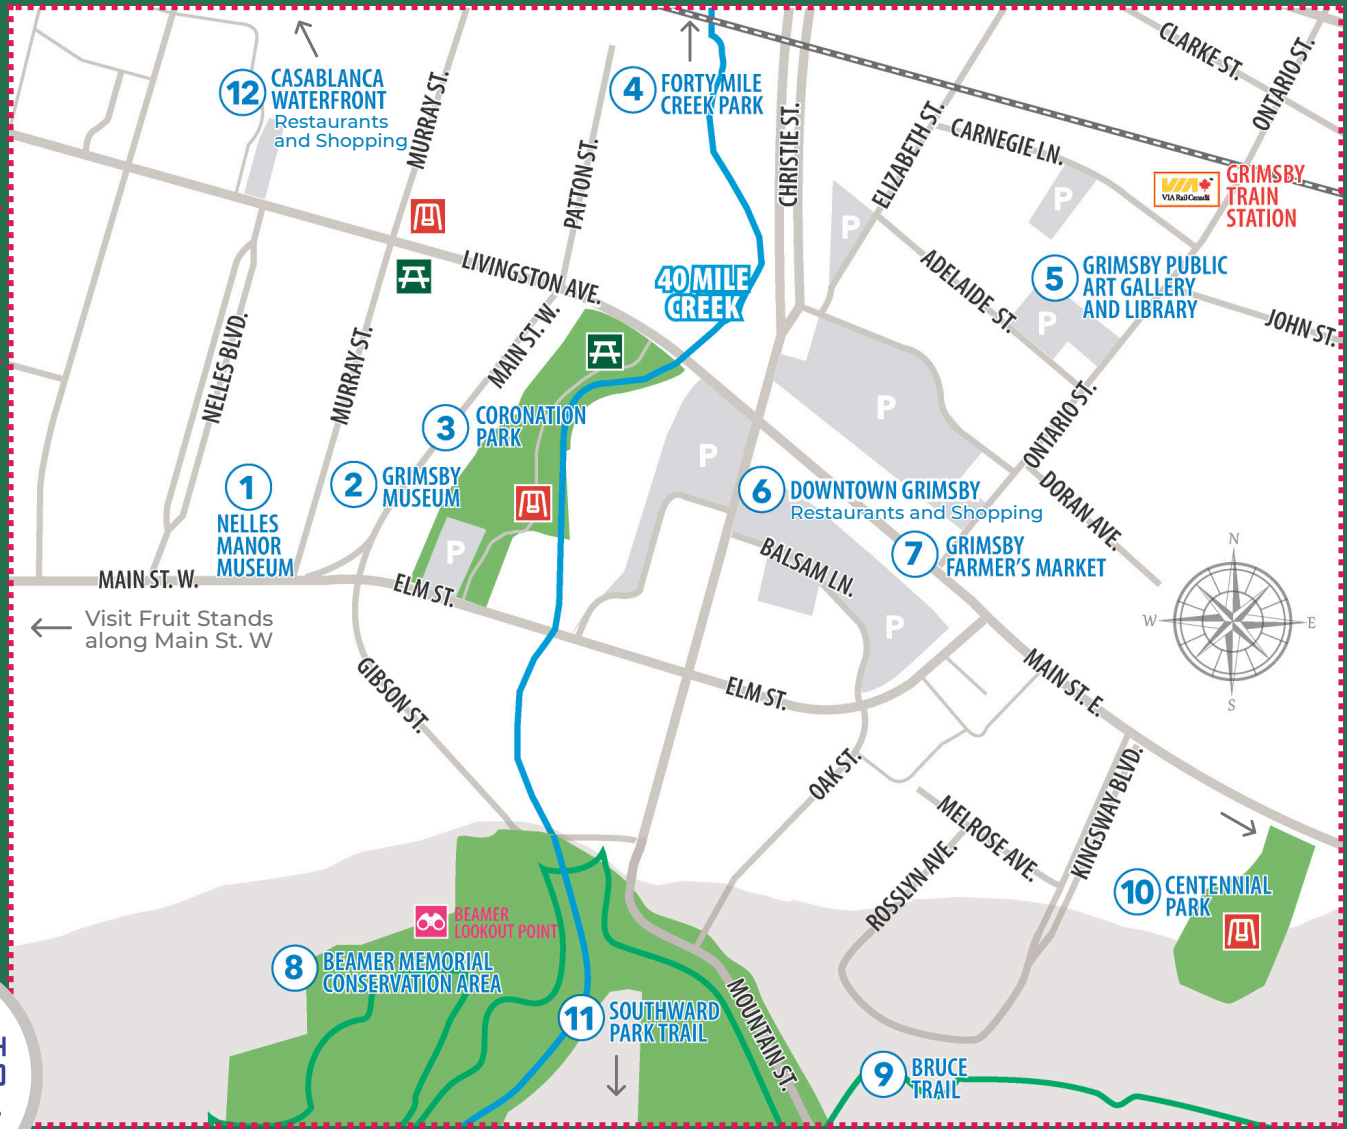 12
CASABLANCA
WATERFRONT
Restaurants
and Shopping
MURRAY ST.
4
FORTY MILE
CREEK PARK
PATTON ST.
CHRISTIE ST.
ELIZABETH ST.
CARNEGIE LN.
CLARKE ST.
ONTARIO ST.
VIA
VIA Rail Canada
GRIMSBY
TRAIN
STATION
P
P
LIVINGSTON AVE.
40 MILE
CREEK
ADELAIDE ST.
5
GRIMSBY PUBLIC
ART GALLERY
AND LIBRARY
P
JOHN ST.
NELLES BLVD.
MURRAY ST.
MAIN ST. W.
3
CORONATION
PARK
P
ONTARIO ST.
1
NELLES
MANOR
MUSEUM
2
GRIMSBY
MUSEUM
P
6
DOWNTOWN GRIMSBY
Restaurants and Shopping
DORAN AVE.
P
BALSAM LN.
7
GRIMSBY
FARMER'S MARKET
N
W
E
S
MAIN ST. W.
ELM ST.
Visit Fruit Stands
along Main St. W
P
GIBSON ST.
ELM ST.
MAIN ST. E.
OAK ST.
MELROSE AVE.
KINGSWAY BLVD.
ROSSLYN AVE.
10
CENTENNIAL
PARK
BEAMER
LOOKOUT POINT
8
BEAMER MEMORIAL
CONSERVATION AREA
11
SOUTHWARD
PARK TRAIL
MOUNTAIN ST.
9
BRUCE
TRAIL